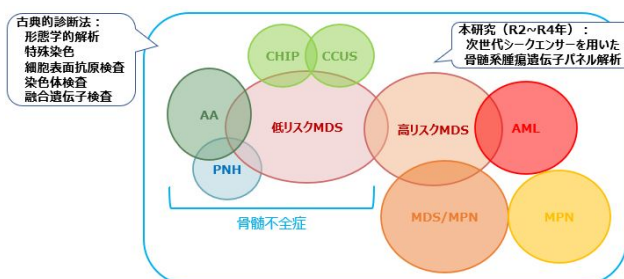 古典的診断法：
形態学的解析
特殊染色
細胞表面抗原検査
染色体検査
融合遺伝子検査
本研究（R2～R4年）：
次世代シークエンサーを用いた
骨髄系腫瘍遺伝子パネル解析
CHIP
CCUS
AA
低リスクMDS
高リスクMDS
AML
PNH
MDS/MPN
MPN
骨髄不全症